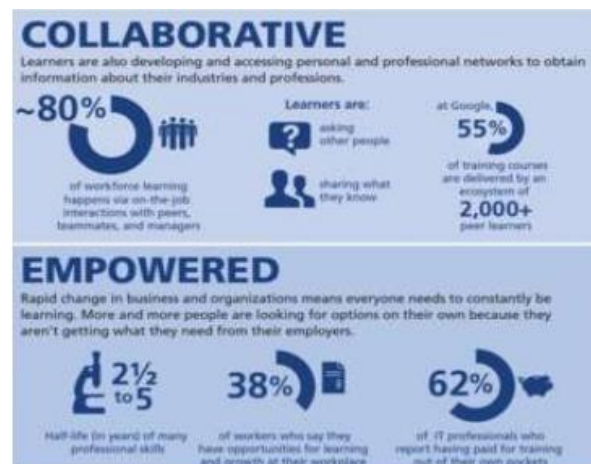 COLLABORATIVE
Learners are also developing and accessing personal and professional networks to obtain
information about their industries and professions.
~80%
of workforce learning
happens via on-the-job
interactions with peers,
teammates, and managers
Learners are:
?
asking
other people
sharing what
they know
at Google,
55%
of training courses
are delivered by an
ecosystem of
2,000+
peer learners
EMPOWERED
Rapid change in business and organizations means everyone needs to constantly be
learning. More and more people are looking for options on their own because they
aren't getting what they need from their employers.
2½
to 5
Half-life (in years) of many
professional skills
38%
of workers who say they
have opportunities for learning
and growth at their workplace
62%
of IT professionals who
report having paid for training
out of their own pockets